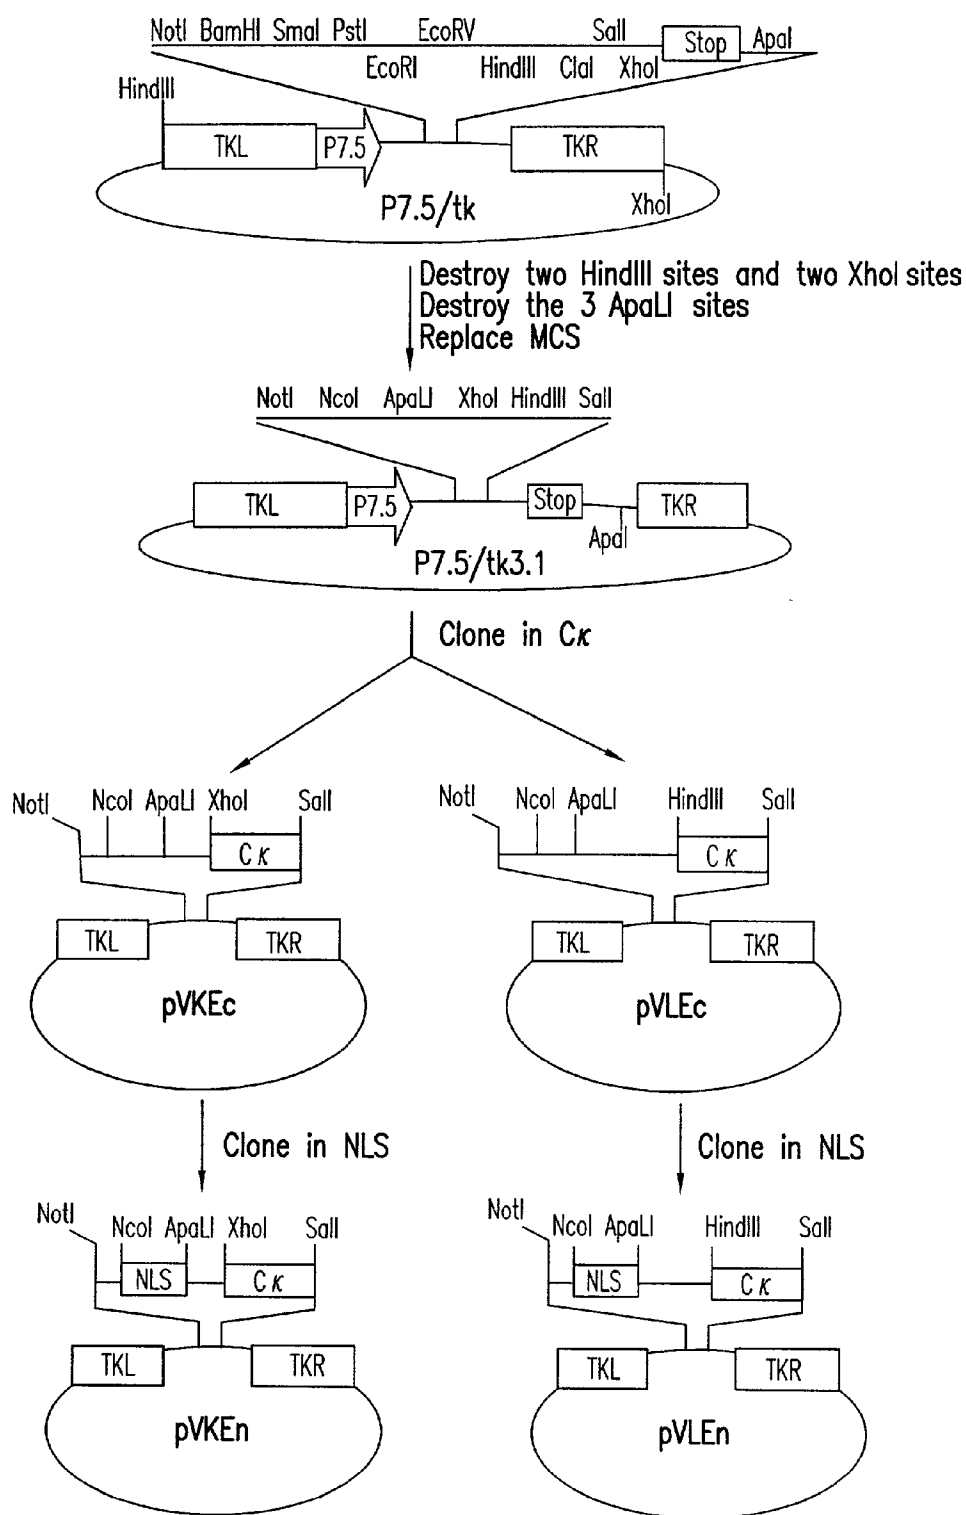 NotI BamHI SmaI PstI EcoRV SalI Stop ApaI
EcoRI HindIII ClaI XhoI
HindIII
TKL P7.5 TKR
P7.5/tk XhoI
Destroy two HindIII sites and two XhoI sites
Destroy the 3 ApaLI sites
Replace MCS
NotI NcoI ApaLI XhoI HindIII SalI
TKL P7.5 Stop TKR
ApaI
P7.5/tk3.1
Clone in Cκ
NotI NcoI ApaLI XhoI SalI
Cκ
TKL TKR
pVKEc
NotI NcoI ApaLI HindIII SalI
Cκ
TKL TKR
pVLEc
Clone in NLS
Clone in NLS
NotI NcoI ApaLI XhoI SalI
NLS Cκ
TKL TKR
pVKEn
NotI NcoI ApaLI HindIII SalI
NLS Cκ
TKL TKR
pVLEn